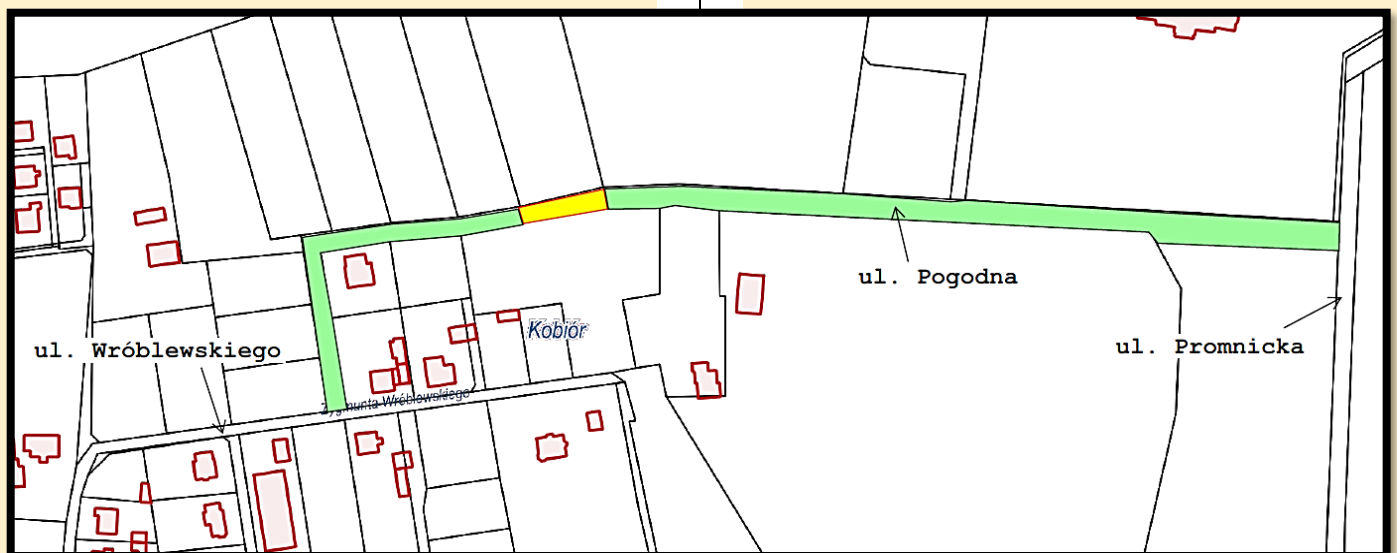 ul. Pogodna
Kobiór
ul. Wróblewskiego
ul. Promnicka
Zygmunta Wróblewskiego